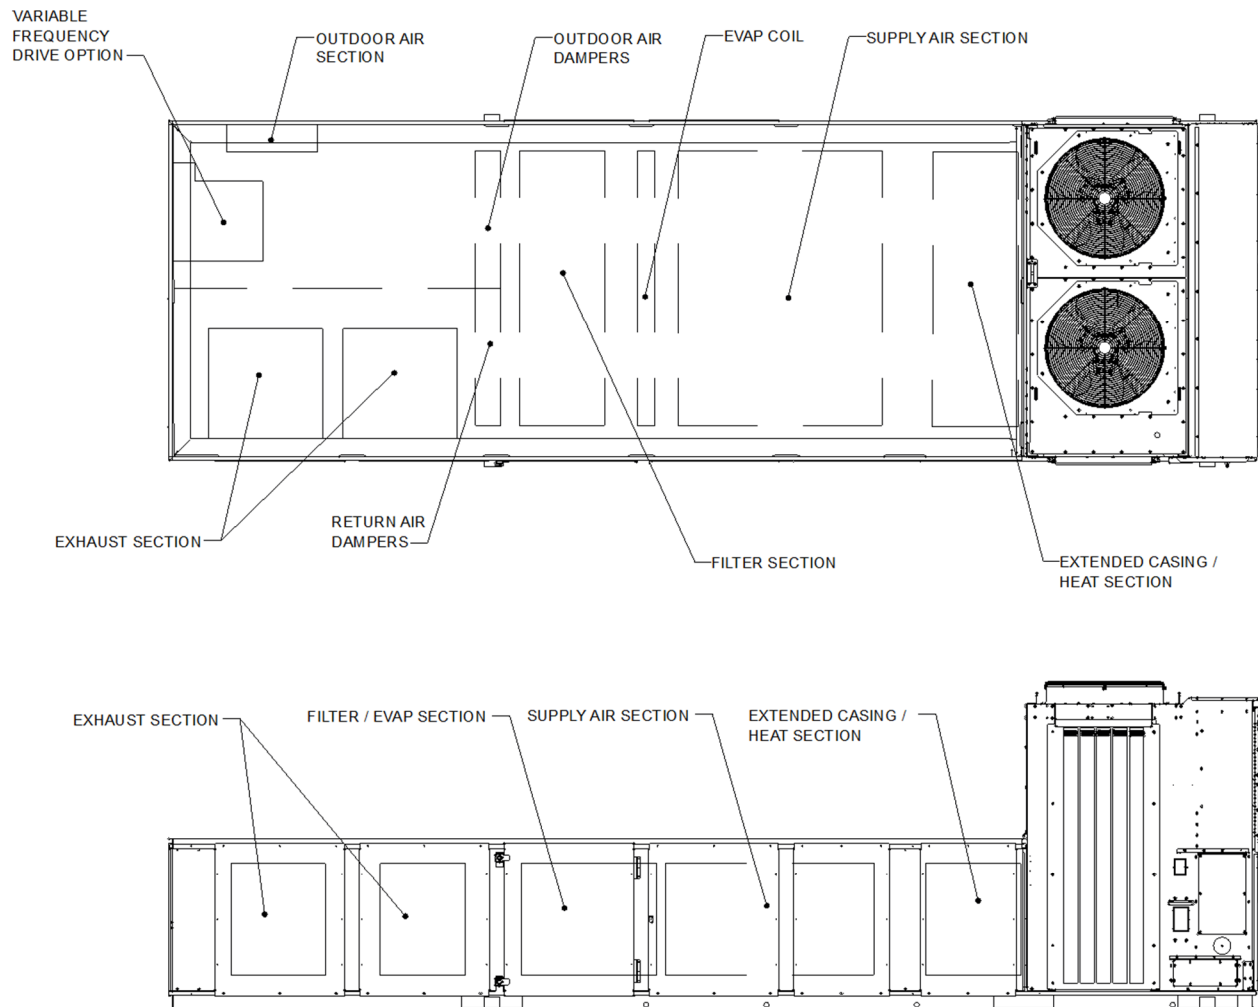 VARIABLE
FREQUENCY
DRIVE OPTION
OUTDOOR AIR
SECTION
OUTDOOR AIR
DAMPERS
EVAP COIL
SUPPLY AIR SECTION
EXHAUST SECTION
RETURN AIR
DAMPERS
FILTER SECTION
EXTENDED CASING /
HEAT SECTION
EXHAUST SECTION
FILTER / EVAP SECTION
SUPPLY AIR SECTION
EXTENDED CASING /
HEAT SECTION